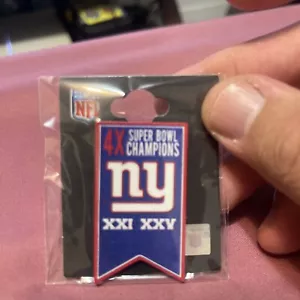 NFL
4X SUPER BOWL
CHAMPIONS
ny
XXI XXV